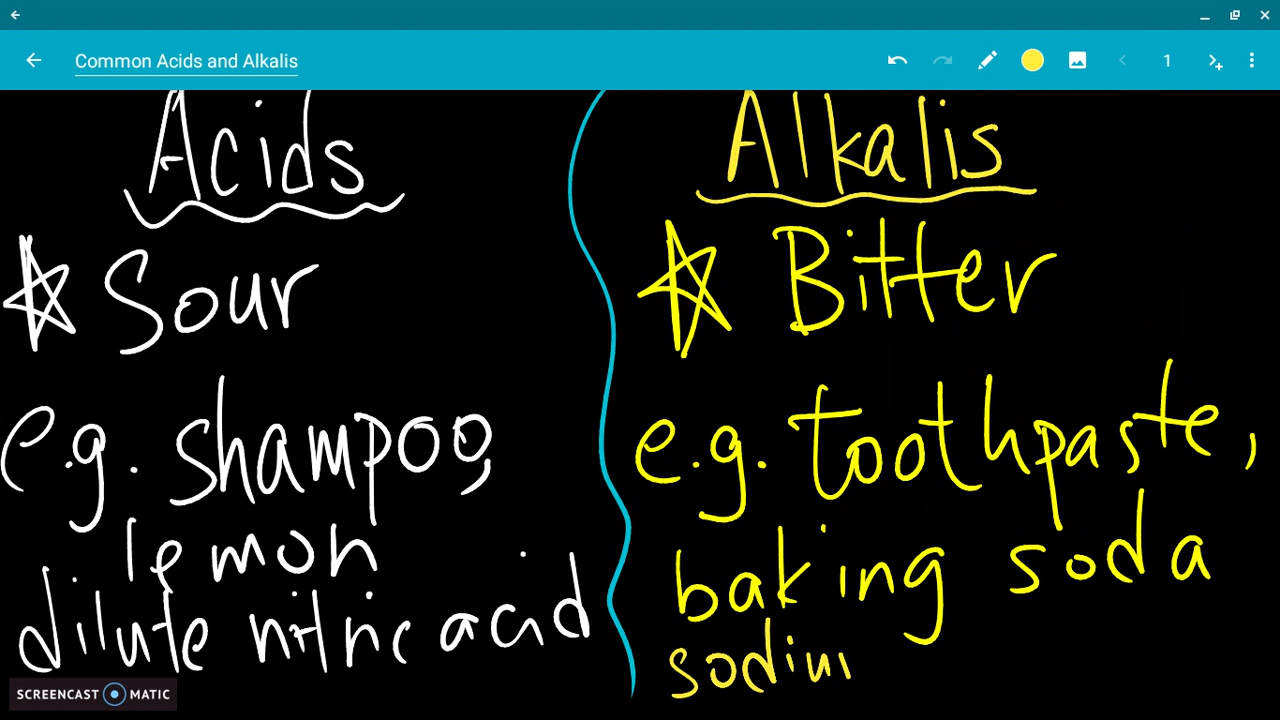 Common Acids and Alkalis
1
Acids
☆ Sour
e.g. shampoo,
lemon
dilute nitric acid
Alkalis
☆ Bitter
e.g. toothpaste,
baking soda
SCREENCAST MATIC